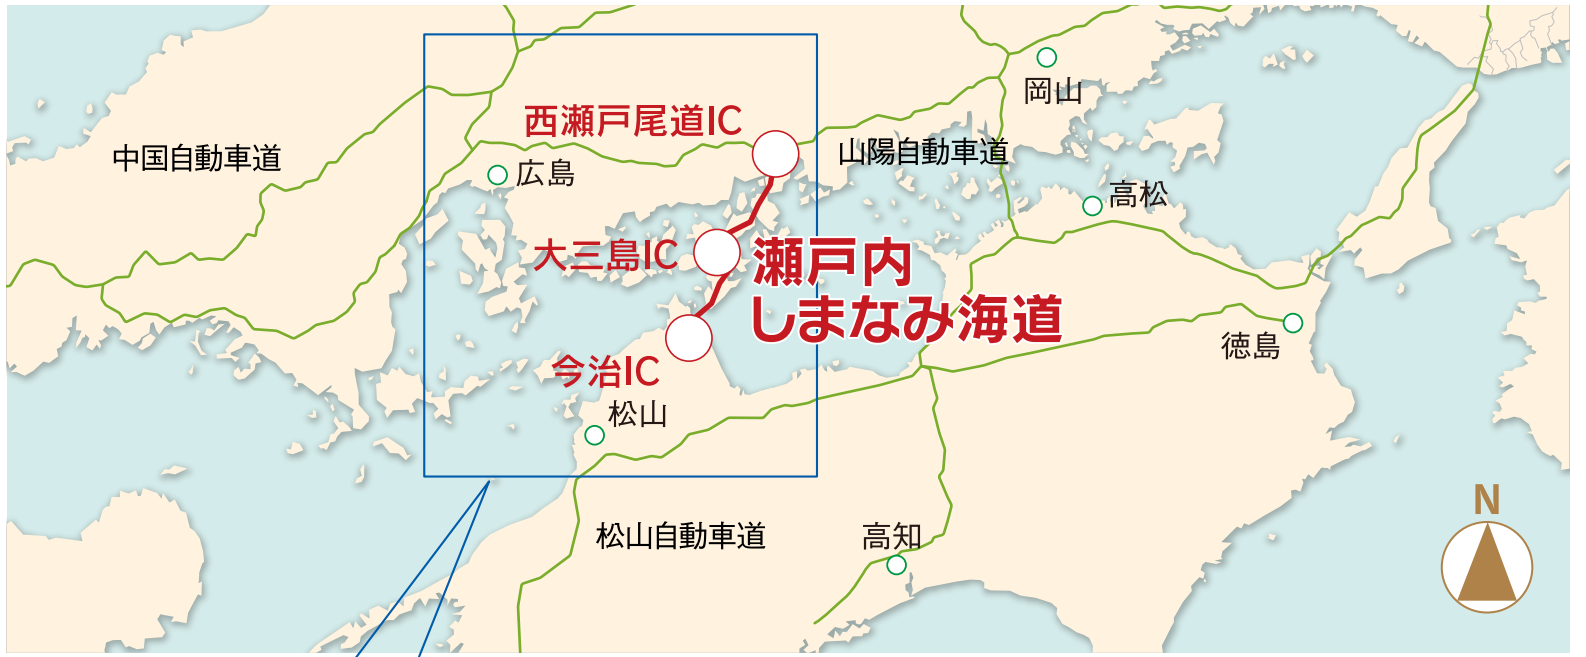 岡山
西瀬戸尾道IC
中国自動車道
山陽自動車道
広島
高松
大三島IC
瀬戸内
しまなみ海道
徳島
今治IC
松山
N
松山自動車道
高知